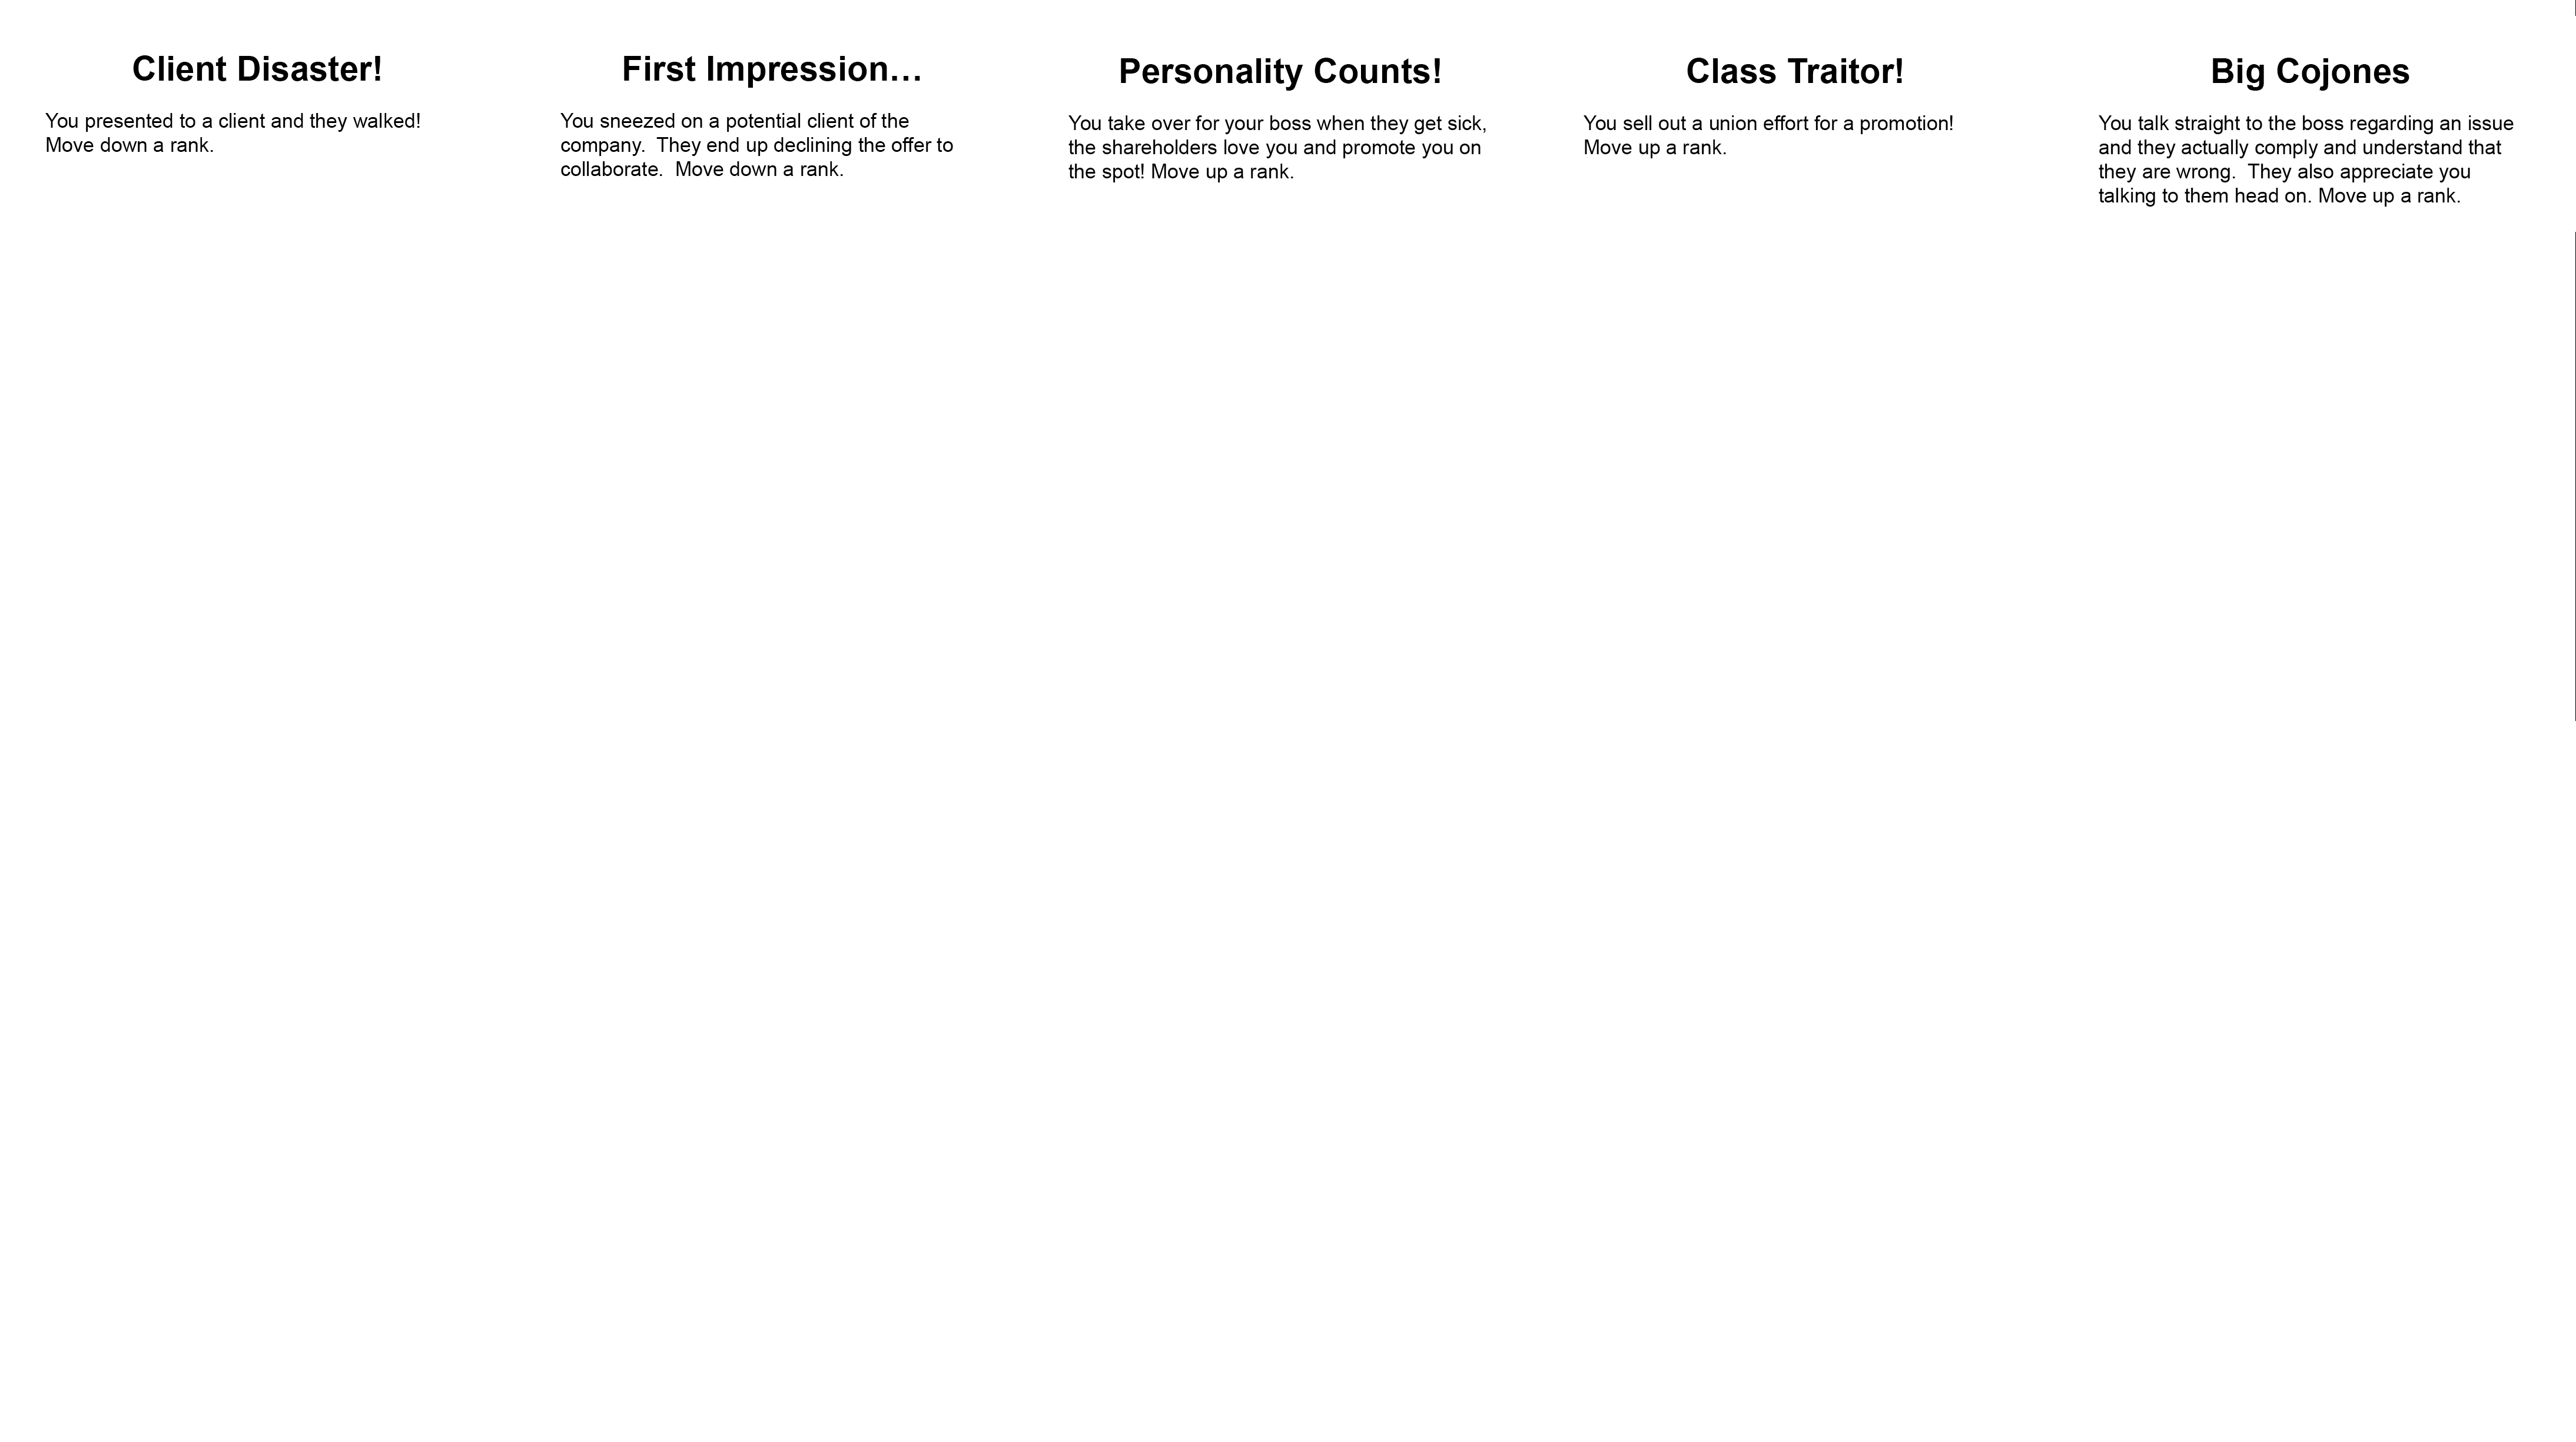 Client Disaster!
You presented to a client and they walked!
Move down a rank.
First Impression…
You sneezed on a potential client of the
company.  They end up declining the offer to
collaborate.  Move down a rank.
Personality Counts!
You take over for your boss when they get sick,
the shareholders love you and promote you on
the spot! Move up a rank.
Class Traitor!
You sell out a union effort for a promotion!
Move up a rank.
Big Cojones
You talk straight to the boss regarding an issue
and they actually comply and understand that
they are wrong.  They also appreciate you
talking to them head on. Move up a rank.